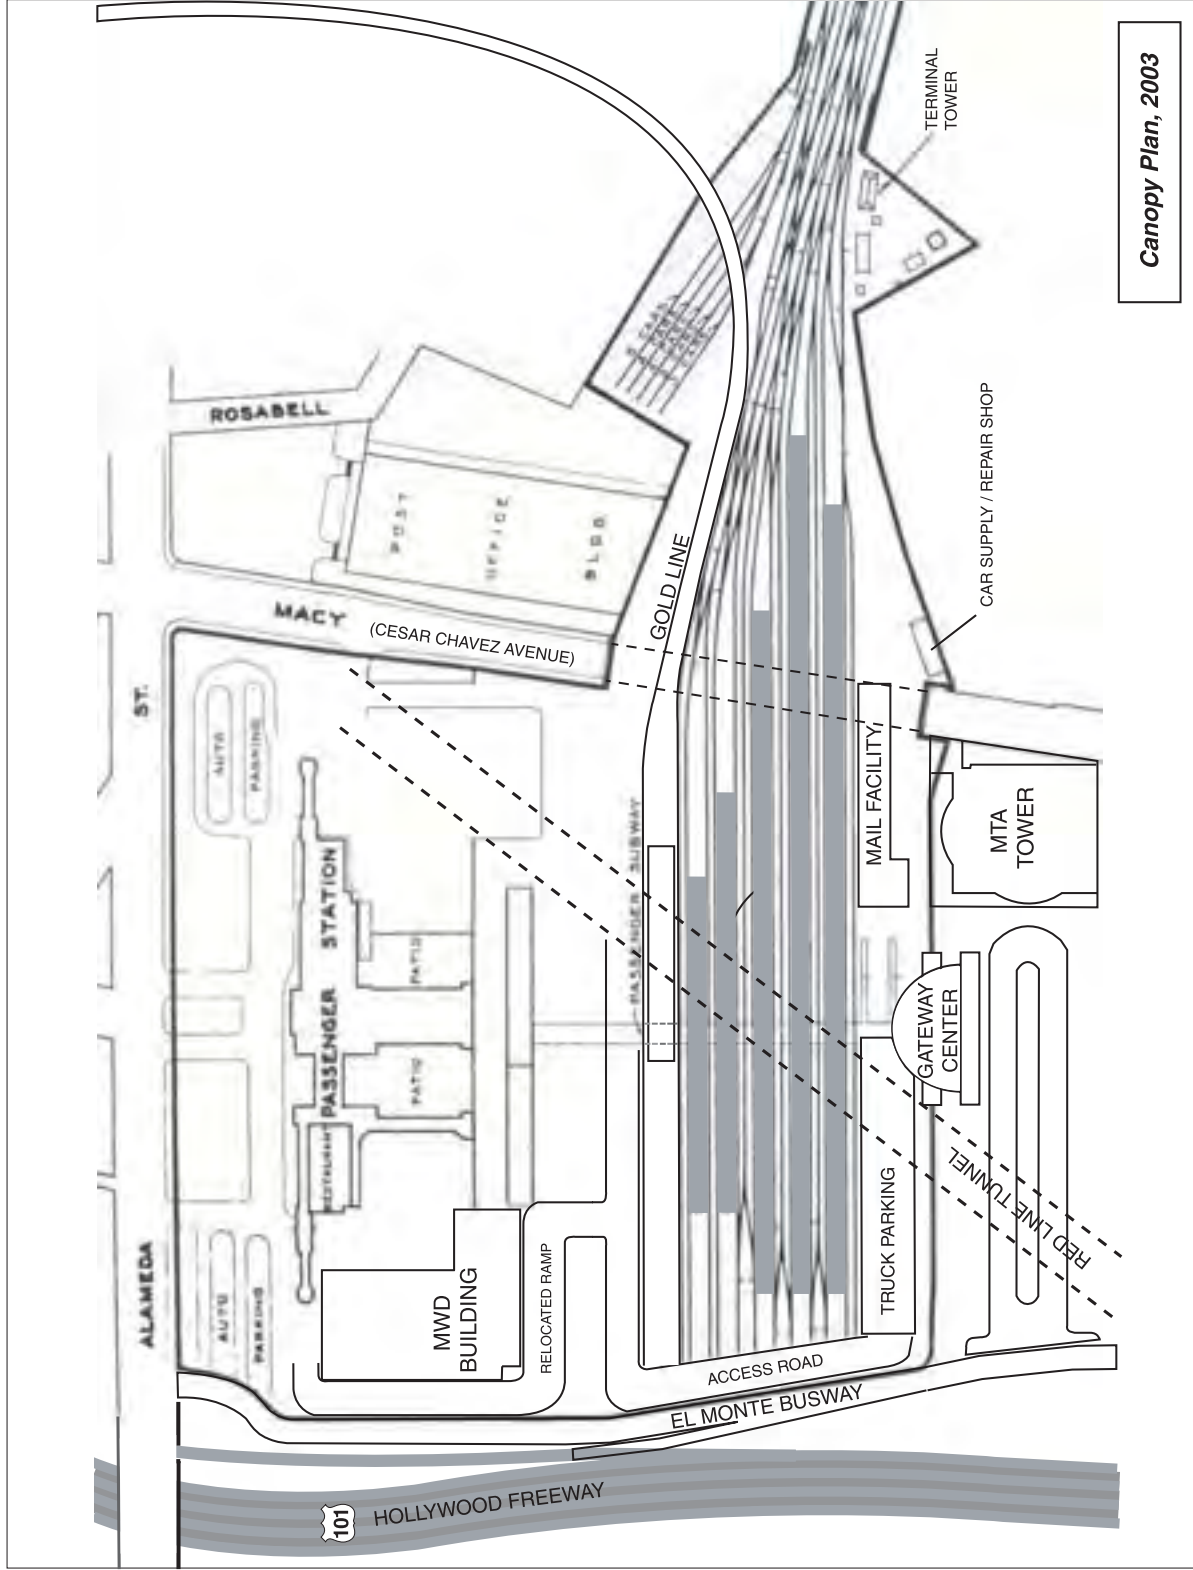 Canopy Plan, 2003
TERMINAL
TOWER
ROSABELL
POST
OFFICE
BLDG.
MACY
(CESAR CHAVEZ AVENUE)
GOLD LINE
CAR SUPPLY / REPAIR SHOP
ST.
AUTO
PARKING
PASSENGER STATION
PATIO
PATIO
RESTAURANT
PASSENGER SUBWAY
MAIL FACILITY
MTA
TOWER
GATEWAY
CENTER
RED LINE TUNNEL
TRUCK PARKING
ALAMEDA
AUTO
PARKING
MWD
BUILDING
RELOCATED RAMP
ACCESS ROAD
EL MONTE BUSWAY
101
HOLLYWOOD FREEWAY